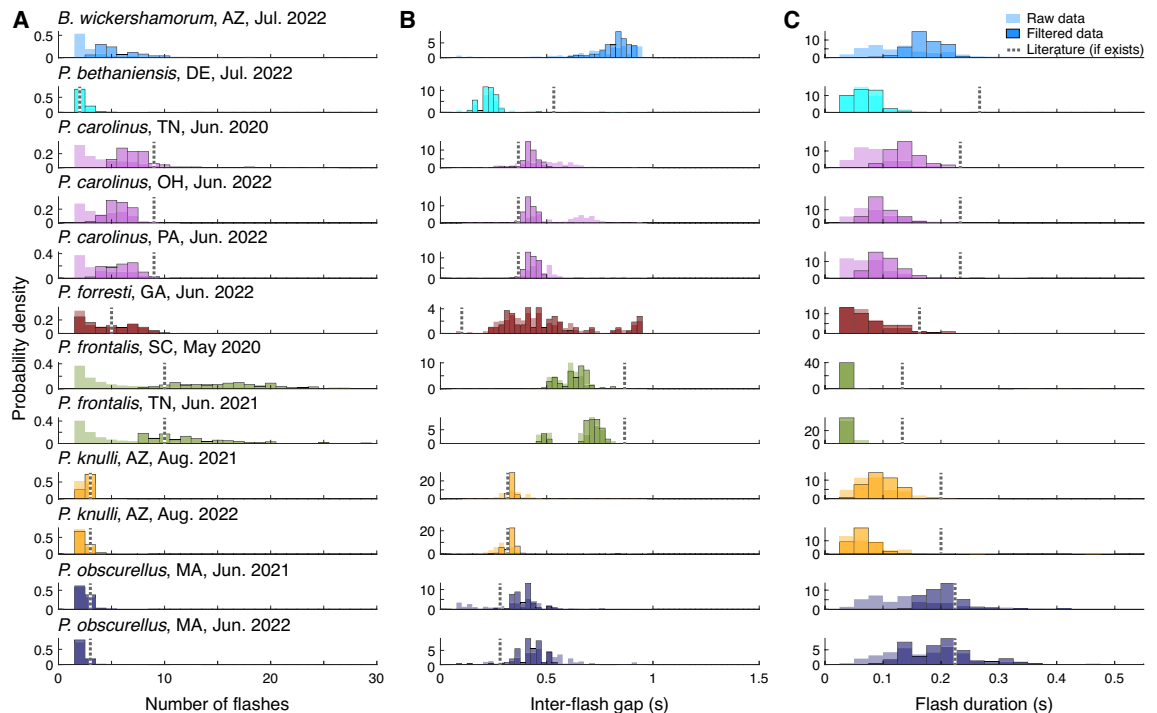 A
B
C
B. wickershamorum, AZ, Jul. 2022
Raw data
Filtered data
Literature (if exists)
0.5
0
5
0
10
0
P. bethaniensis, DE, Jul. 2022
0.5
0
10
0
10
0
P. carolinus, TN, Jun. 2020
0.2
0
10
0
10
0
P. carolinus, OH, Jun. 2022
0.2
0
10
0
10
0
P. carolinus, PA, Jun. 2022
0.4
0
10
0
10
0
P. forresti, GA, Jun. 2022
0.2
0
4
2
0
10
0
P. frontalis, SC, May 2020
0.4
0
10
0
40
0
P. frontalis, TN, Jun. 2021
0.4
0
5
0
20
0
P. knulli, AZ, Aug. 2021
0.5
0
20
0
10
0
P. knulli, AZ, Aug. 2022
0.5
0
20
0
10
0
P. obscurellus, MA, Jun. 2021
0.5
0
10
0
10
0
P. obscurellus, MA, Jun. 2022
0.5
0
5
0
5
0
Probability density
0 10 20 30
0 0.5 1 1.5
0 0.1 0.2 0.3 0.4 0.5
Number of flashes
Inter-flash gap (s)
Flash duration (s)